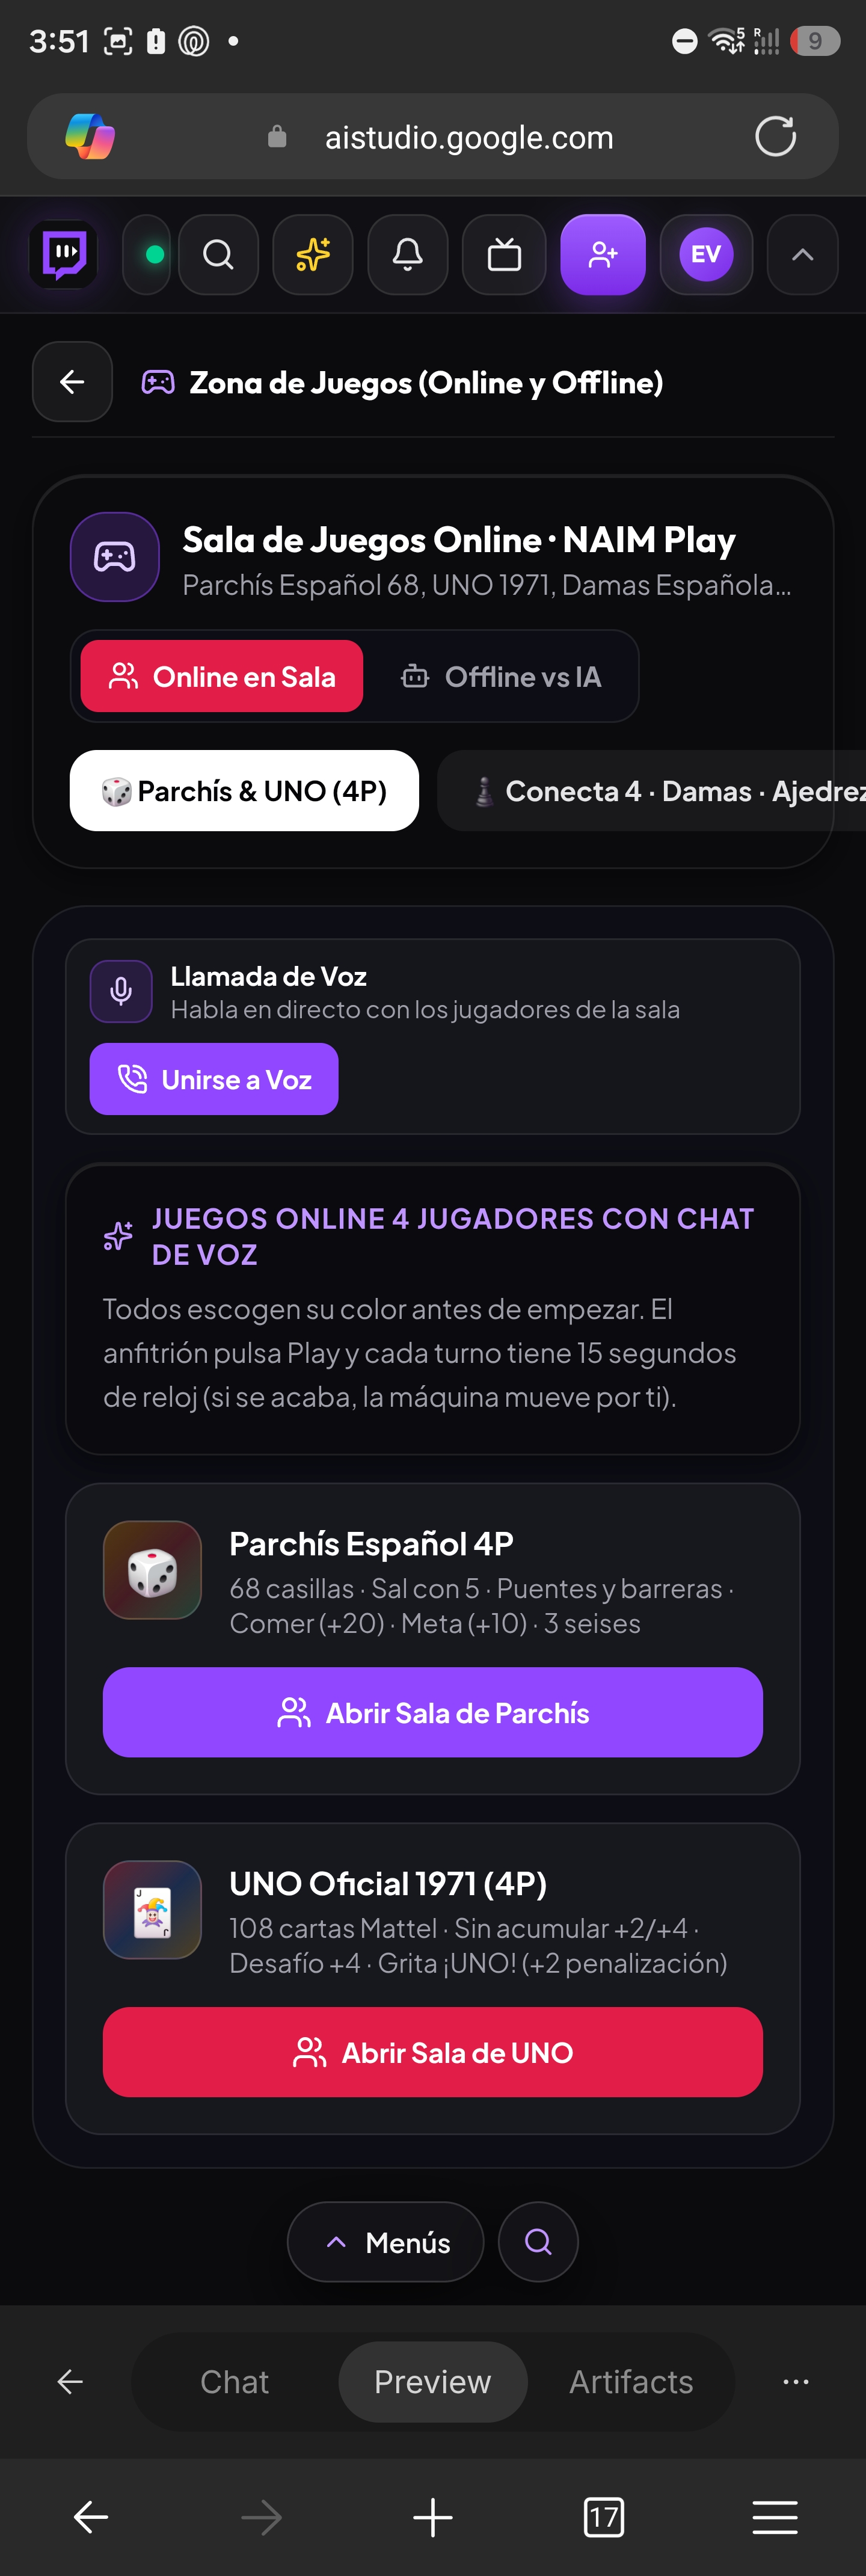 3:51
5
R
9
aistudio.google.com
EV
Zona de Juegos (Online y Offline)
Sala de Juegos Online · NAIM Play
Parchís Español 68, UNO 1971, Damas Española...
Online en Sala
Offline vs IA
Parchís & UNO (4P)
Conecta 4 · Damas · Ajedrez
Llamada de Voz
Habla en directo con los jugadores de la sala
Unirse a Voz
JUEGOS ONLINE 4 JUGADORES CON CHAT
DE VOZ
Todos escogen su color antes de empezar. El
anfitrión pulsa Play y cada turno tiene 15 segundos
de reloj (si se acaba, la máquina mueve por ti).
Parchís Español 4P
68 casillas · Sal con 5 · Puentes y barreras ·
Comer (+20) · Meta (+10) · 3 seises
Abrir Sala de Parchís
J
J
UNO Oficial 1971 (4P)
108 cartas Mattel · Sin acumular +2/+4 ·
Desafío +4 · Grita ¡UNO! (+2 penalización)
Abrir Sala de UNO
Menús
Chat
Preview
Artifacts
17